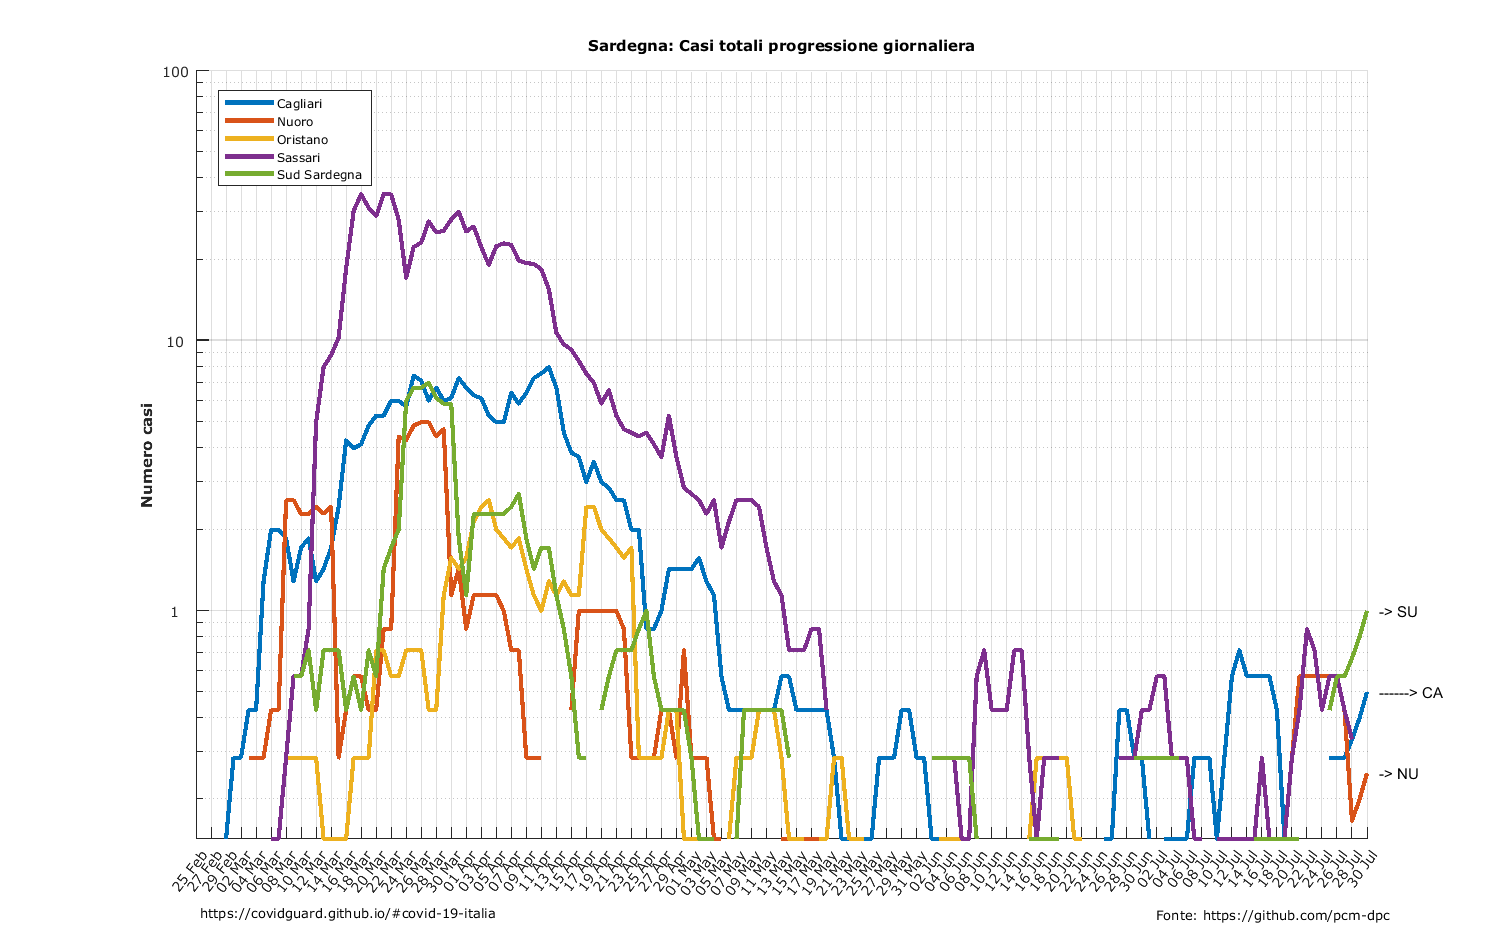 Sardegna: Casi totali progressione giornaliera
100
10
1
Numero casi
Cagliari
Nuoro
Oristano
Sassari
Sud Sardegna
-> SU
------> CA
-> NU
25 Feb
27 Feb
29 Feb
02 Mar
04 Mar
06 Mar
08 Mar
10 Mar
12 Mar
14 Mar
16 Mar
18 Mar
20 Mar
22 Mar
24 Mar
26 Mar
28 Mar
30 Mar
01 Apr
03 Apr
05 Apr
07 Apr
09 Apr
11 Apr
13 Apr
15 Apr
17 Apr
19 Apr
21 Apr
23 Apr
25 Apr
27 Apr
29 Apr
01 May
03 May
05 May
07 May
09 May
11 May
13 May
15 May
17 May
19 May
21 May
23 May
25 May
27 May
29 May
31 May
02 Jun
04 Jun
06 Jun
08 Jun
10 Jun
12 Jun
14 Jun
16 Jun
18 Jun
20 Jun
22 Jun
24 Jun
26 Jun
28 Jun
30 Jun
02 Jul
04 Jul
06 Jul
08 Jul
10 Jul
12 Jul
14 Jul
16 Jul
18 Jul
20 Jul
22 Jul
24 Jul
26 Jul
28 Jul
30 Jul
https://covidguard.github.io/#covid-19-italia
Fonte: https://github.com/pcm-dpc